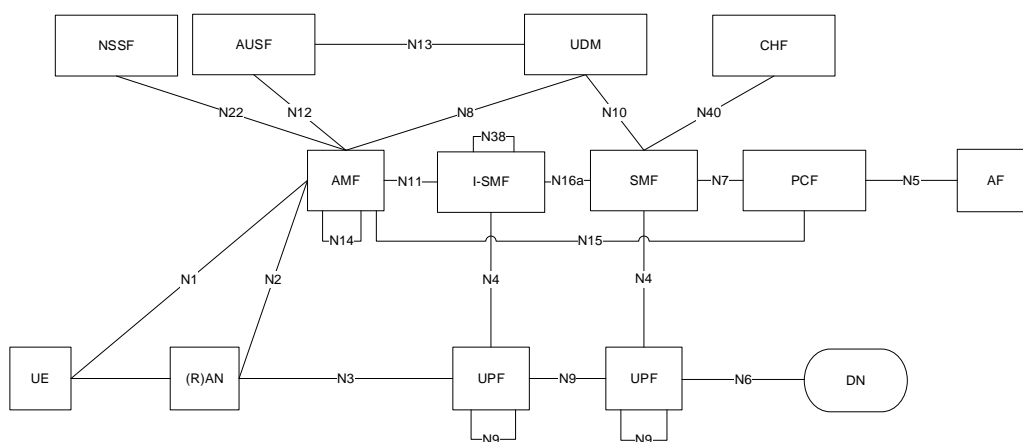 NSSF
AUSF
N13
UDM
CHF
N22
N12
N8
N10
N40
N38
AMF
N11
I-SMF
N16a
SMF
N7
PCF
N5
AF
N14
N15
N1
N2
N4
N4
UE
(R)AN
N3
UPF
N9
UPF
N6
DN
N9
N9